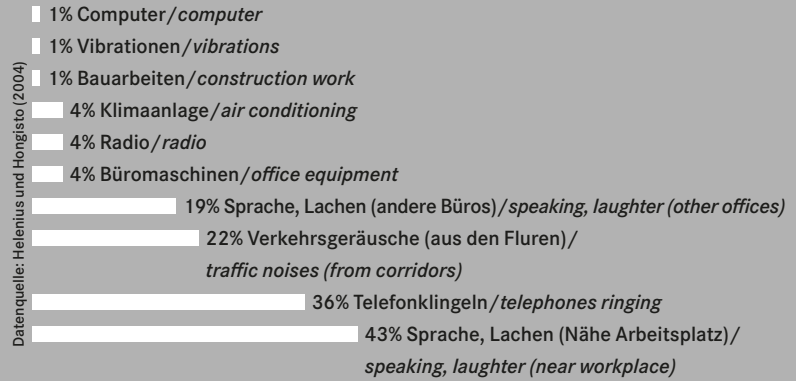 1% Computer/computer
1% Vibrationen/vibrations
1% Bauarbeiten/construction work
4% Klimaanlage/air conditioning
4% Radio/radio
4% Büromaschinen/office equipment
19% Sprache, Lachen (andere Büros)/speaking, laughter (other offices)
22% Verkehrsgeräusche (aus den Fluren)/
traffic noises (from corridors)
36% Telefonklingeln/telephones ringing
43% Sprache, Lachen (Nähe Arbeitsplatz)/
speaking, laughter (near workplace)
Datenquelle: Helenius und Hongisto (2004)